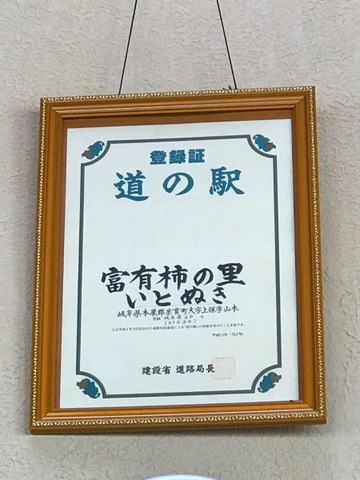 登録証
道の駅
富有柿の里
いとぬき
岐阜県本巣郡糸貫町大字上保字山本
建設省 道路局長